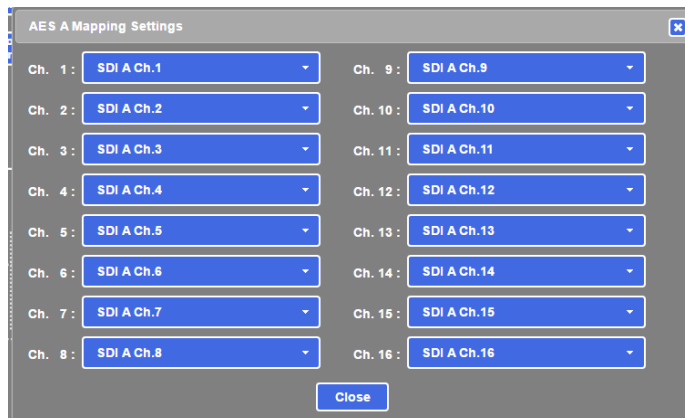 AES A Mapping Settings
Ch. 1 : SDI A Ch.1
Ch. 2 : SDI A Ch.2
Ch. 3 : SDI A Ch.3
Ch. 4 : SDI A Ch.4
Ch. 5 : SDI A Ch.5
Ch. 6 : SDI A Ch.6
Ch. 7 : SDI A Ch.7
Ch. 8 : SDI A Ch.8
Ch. 9 : SDI A Ch.9
Ch. 10 : SDI A Ch.10
Ch. 11 : SDI A Ch.11
Ch. 12 : SDI A Ch.12
Ch. 13 : SDI A Ch.13
Ch. 14 : SDI A Ch.14
Ch. 15 : SDI A Ch.15
Ch. 16 : SDI A Ch.16
Close